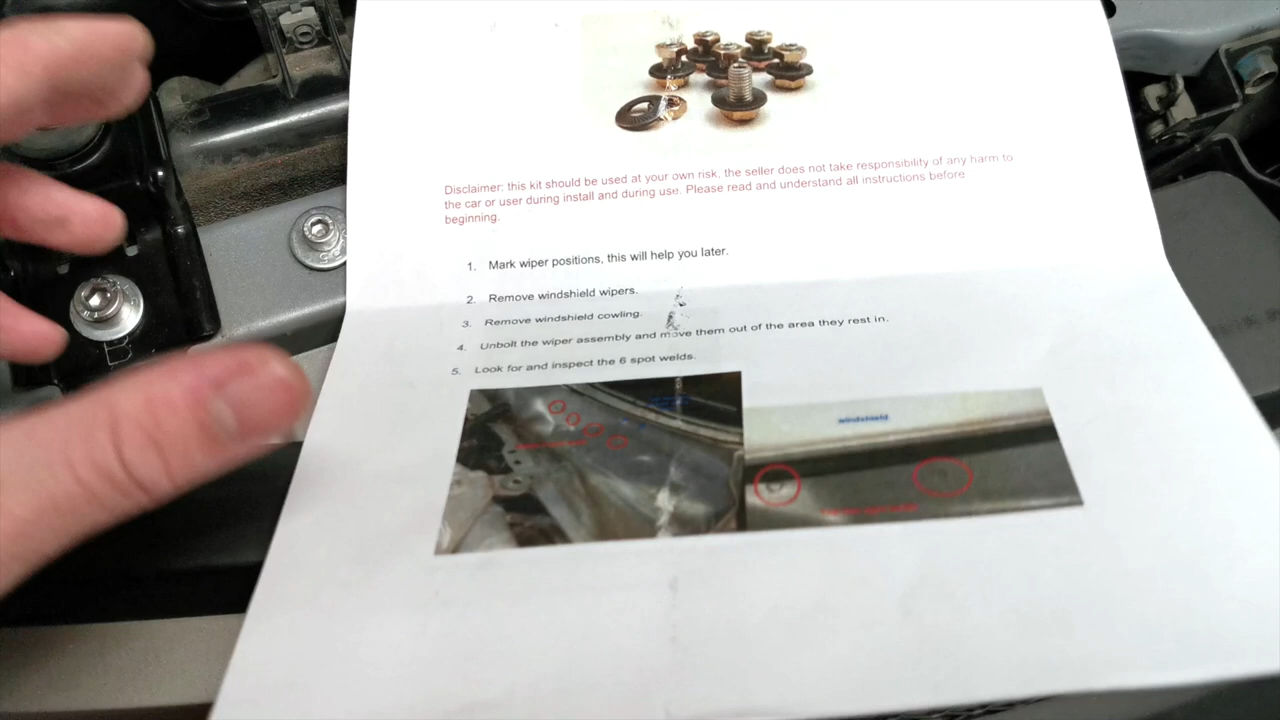 Disclaimer: this kit should be used at your own risk, the seller does not take responsibility of any harm to
the car or user during install and during use. Please read and understand all instructions before
beginning.
1. Mark wiper positions, this will help you later.
2. Remove windshield wipers.
3. Remove windshield cowling.
4. Unbolt the wiper assembly and move them out of the area they rest in.
5. Look for and inspect the 6 spot welds.
windshield